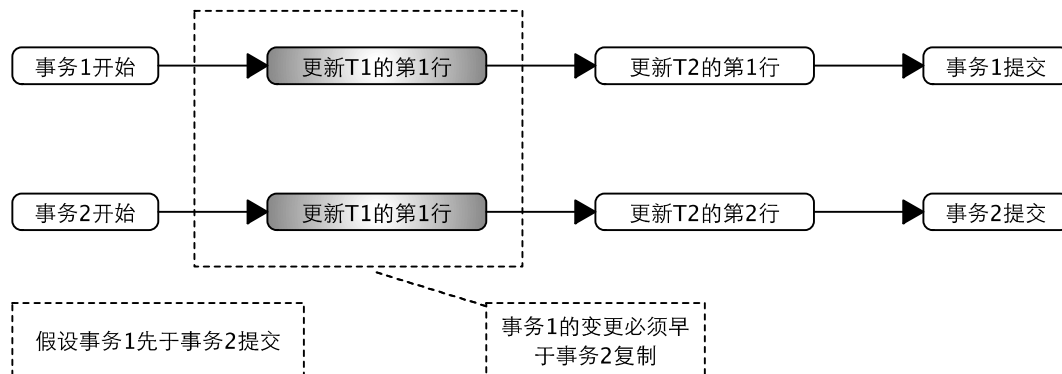 事务1开始
更新T1的第1行
更新T2的第1行
事务1提交
事务2开始
更新T1的第1行
更新T2的第2行
事务2提交
假设事务1先于事务2提交
事务1的变更必须早
于事务2复制